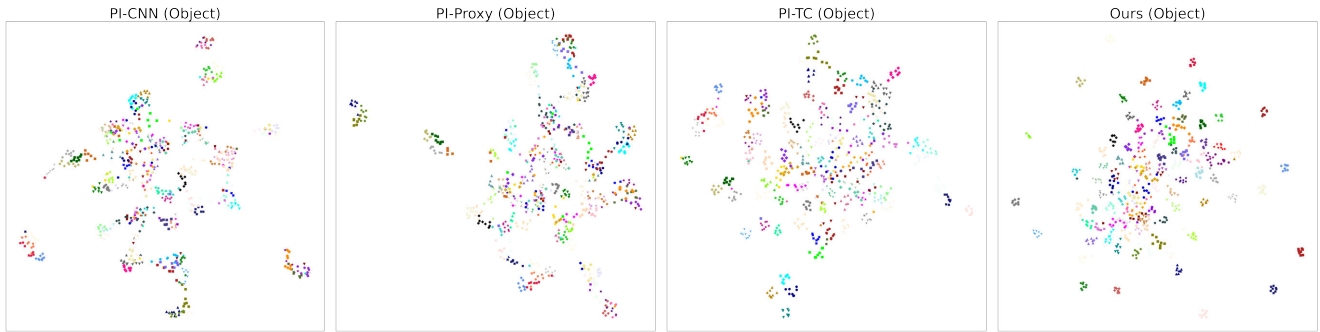 PI-CNN (Object)
PI-Proxy (Object)
PI-TC (Object)
Ours (Object)